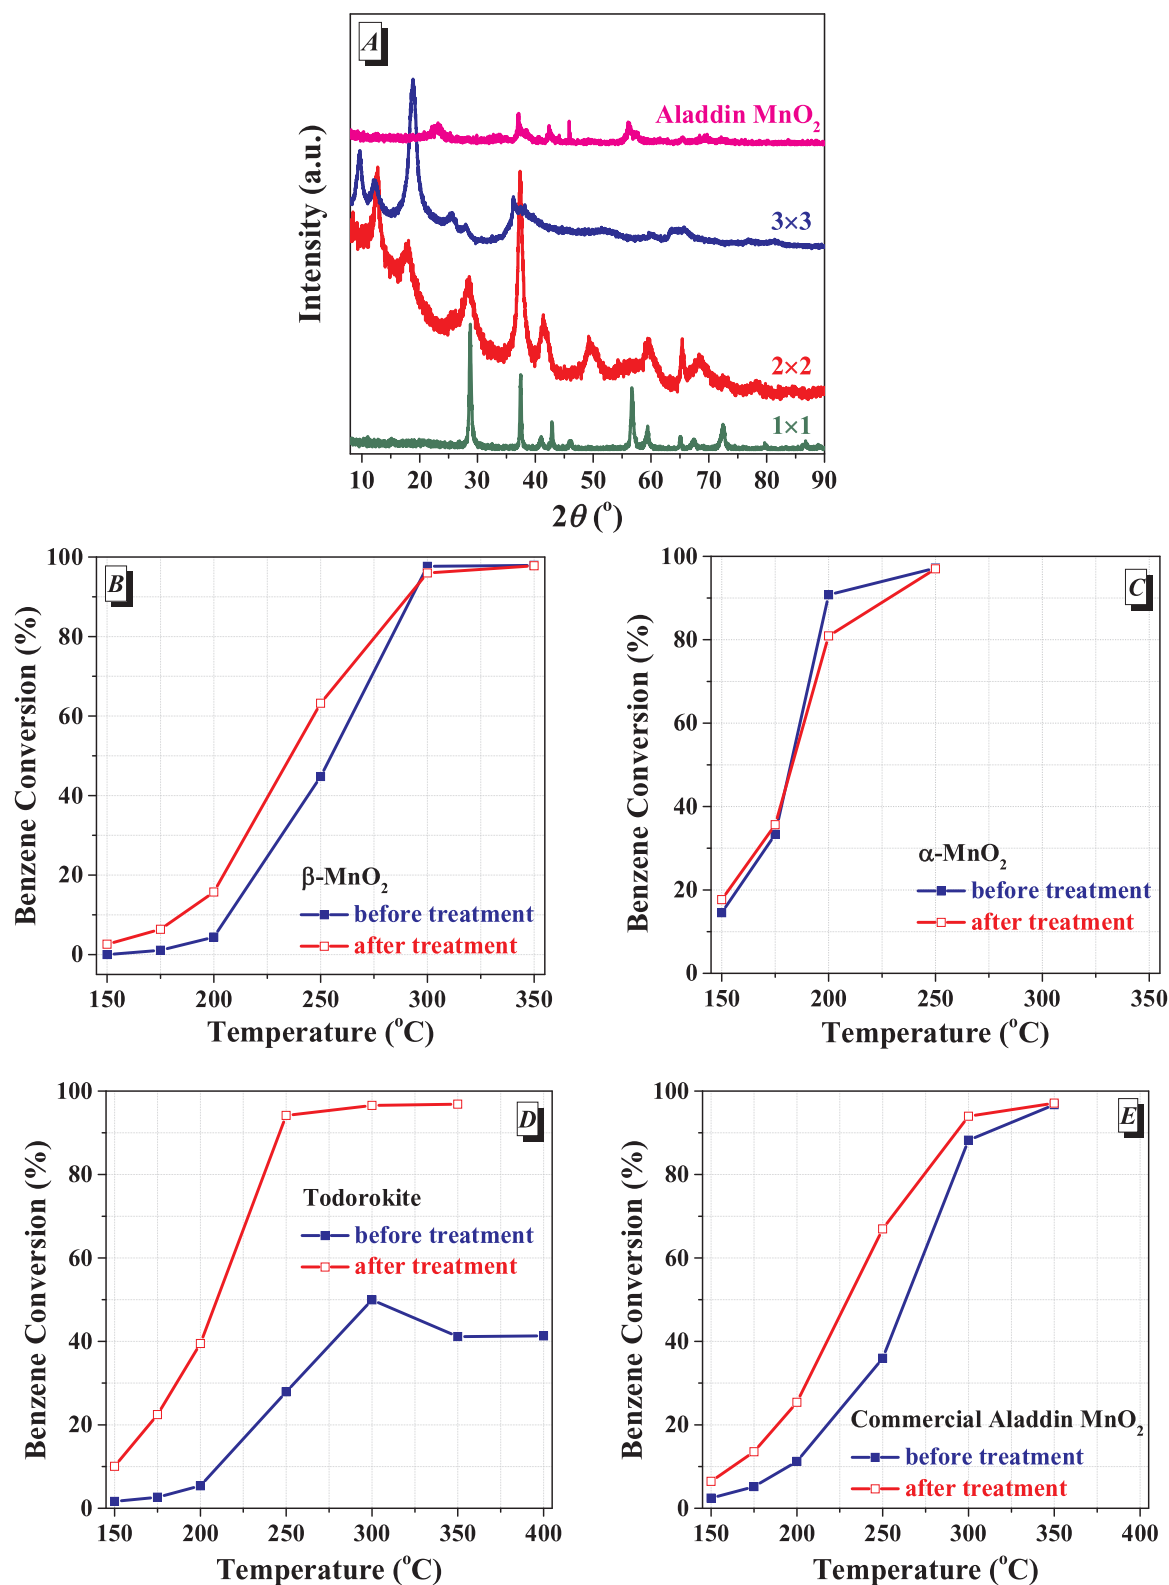 A
Intensity (a.u.)
Aladdin MnO2
3×3
2×2
1×1
10 20 30 40 50 60 70 80 90
2θ (°)
B
Benzene Conversion (%)
100
80
60
40
20
0
β-MnO2
before treatment
after treatment
150 200 250 300 350
Temperature (°C)
C
Benzene Conversion (%)
100
80
60
40
20
0
α-MnO2
before treatment
after treatment
150 200 250 300 350
Temperature (°C)
D
Benzene Conversion (%)
100
80
60
40
20
0
Todorokite
before treatment
after treatment
150 200 250 300 350 400
Temperature (°C)
E
Benzene Conversion (%)
100
80
60
40
20
0
Commercial Aladdin MnO2
before treatment
after treatment
150 200 250 300 350 400
Temperature (°C)